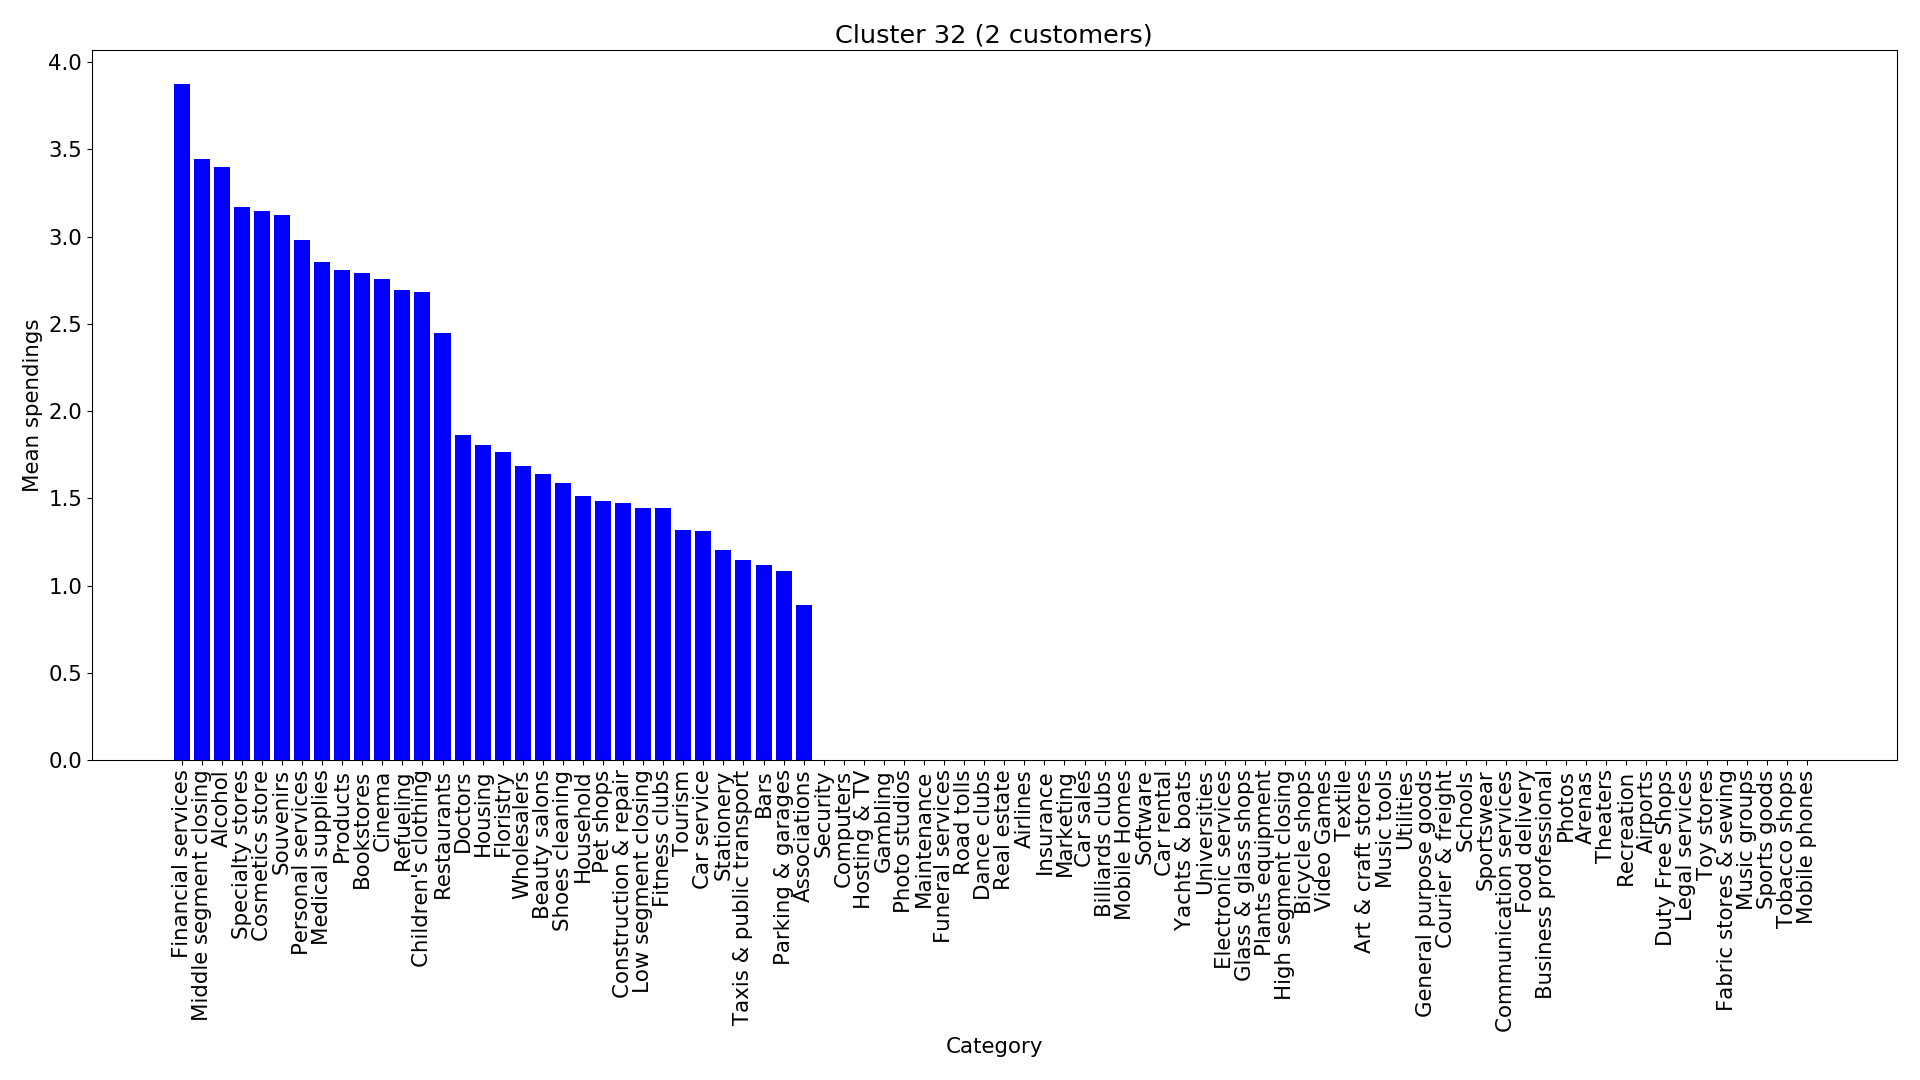 Cluster 32 (2 customers)
4.0
3.5
3.0
2.5
2.0
1.5
1.0
0.5
0.0
Mean spendings
Financial services
Middle segment closing
Alcohol
Specialty stores
Cosmetics store
Souvenirs
Personal services
Medical supplies
Products
Bookstores
Cinema
Refueling
Children's clothing
Restaurants
Doctors
Housing
Floristry
Wholesalers
Beauty salons
Shoes cleaning
Household
Pet shops
Construction & repair
Low segment closing
Fitness clubs
Tourism
Car service
Stationery
Taxis & public transport
Bars
Parking & garages
Associations
Security
Computers
Hosting & TV
Gambling
Photo studios
Maintenance
Funeral services
Road tolls
Dance clubs
Real estate
Airlines
Insurance
Marketing
Car sales
Billiards clubs
Mobile Homes
Software
Car rental
Yachts & boats
Universities
Electronic services
Glass & glass shops
Plants equipment
High segment closing
Bicycle shops
Video Games
Textile
Art & craft stores
Music tools
Utilities
General purpose goods
Courier & freight
Schools
Sportswear
Communication services
Food delivery
Business professional
Photos
Arenas
Theaters
Recreation
Airports
Duty Free Shops
Legal services
Toy stores
Fabric stores & sewing
Music groups
Sports goods
Tobacco shops
Mobile phones
Category